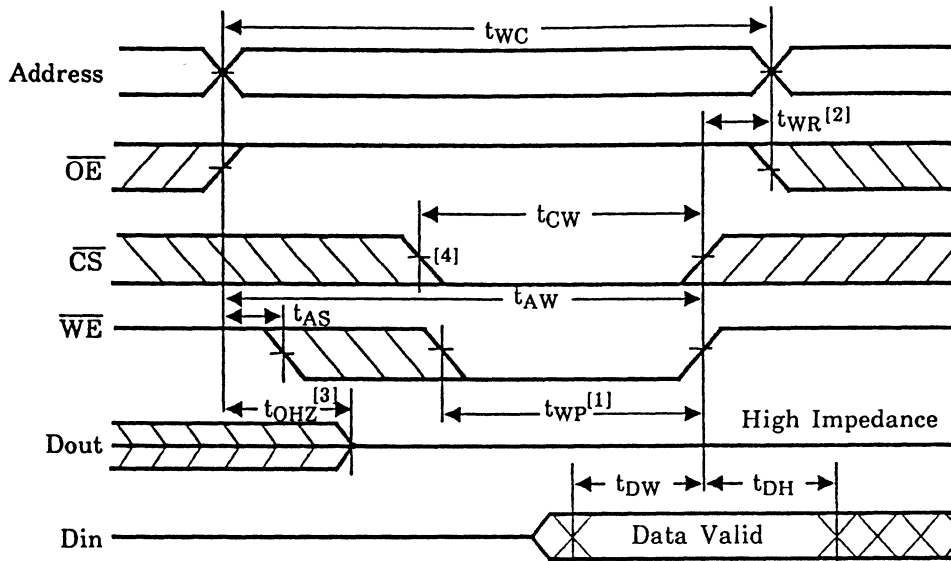 tWC
Address
tWR[2]
OE
tCW
CS
[4]
tAW
tAS
WE
tOHZ[3]
tWP[1]
High Impedance
Dout
tDW
tDH
Din
Data Valid